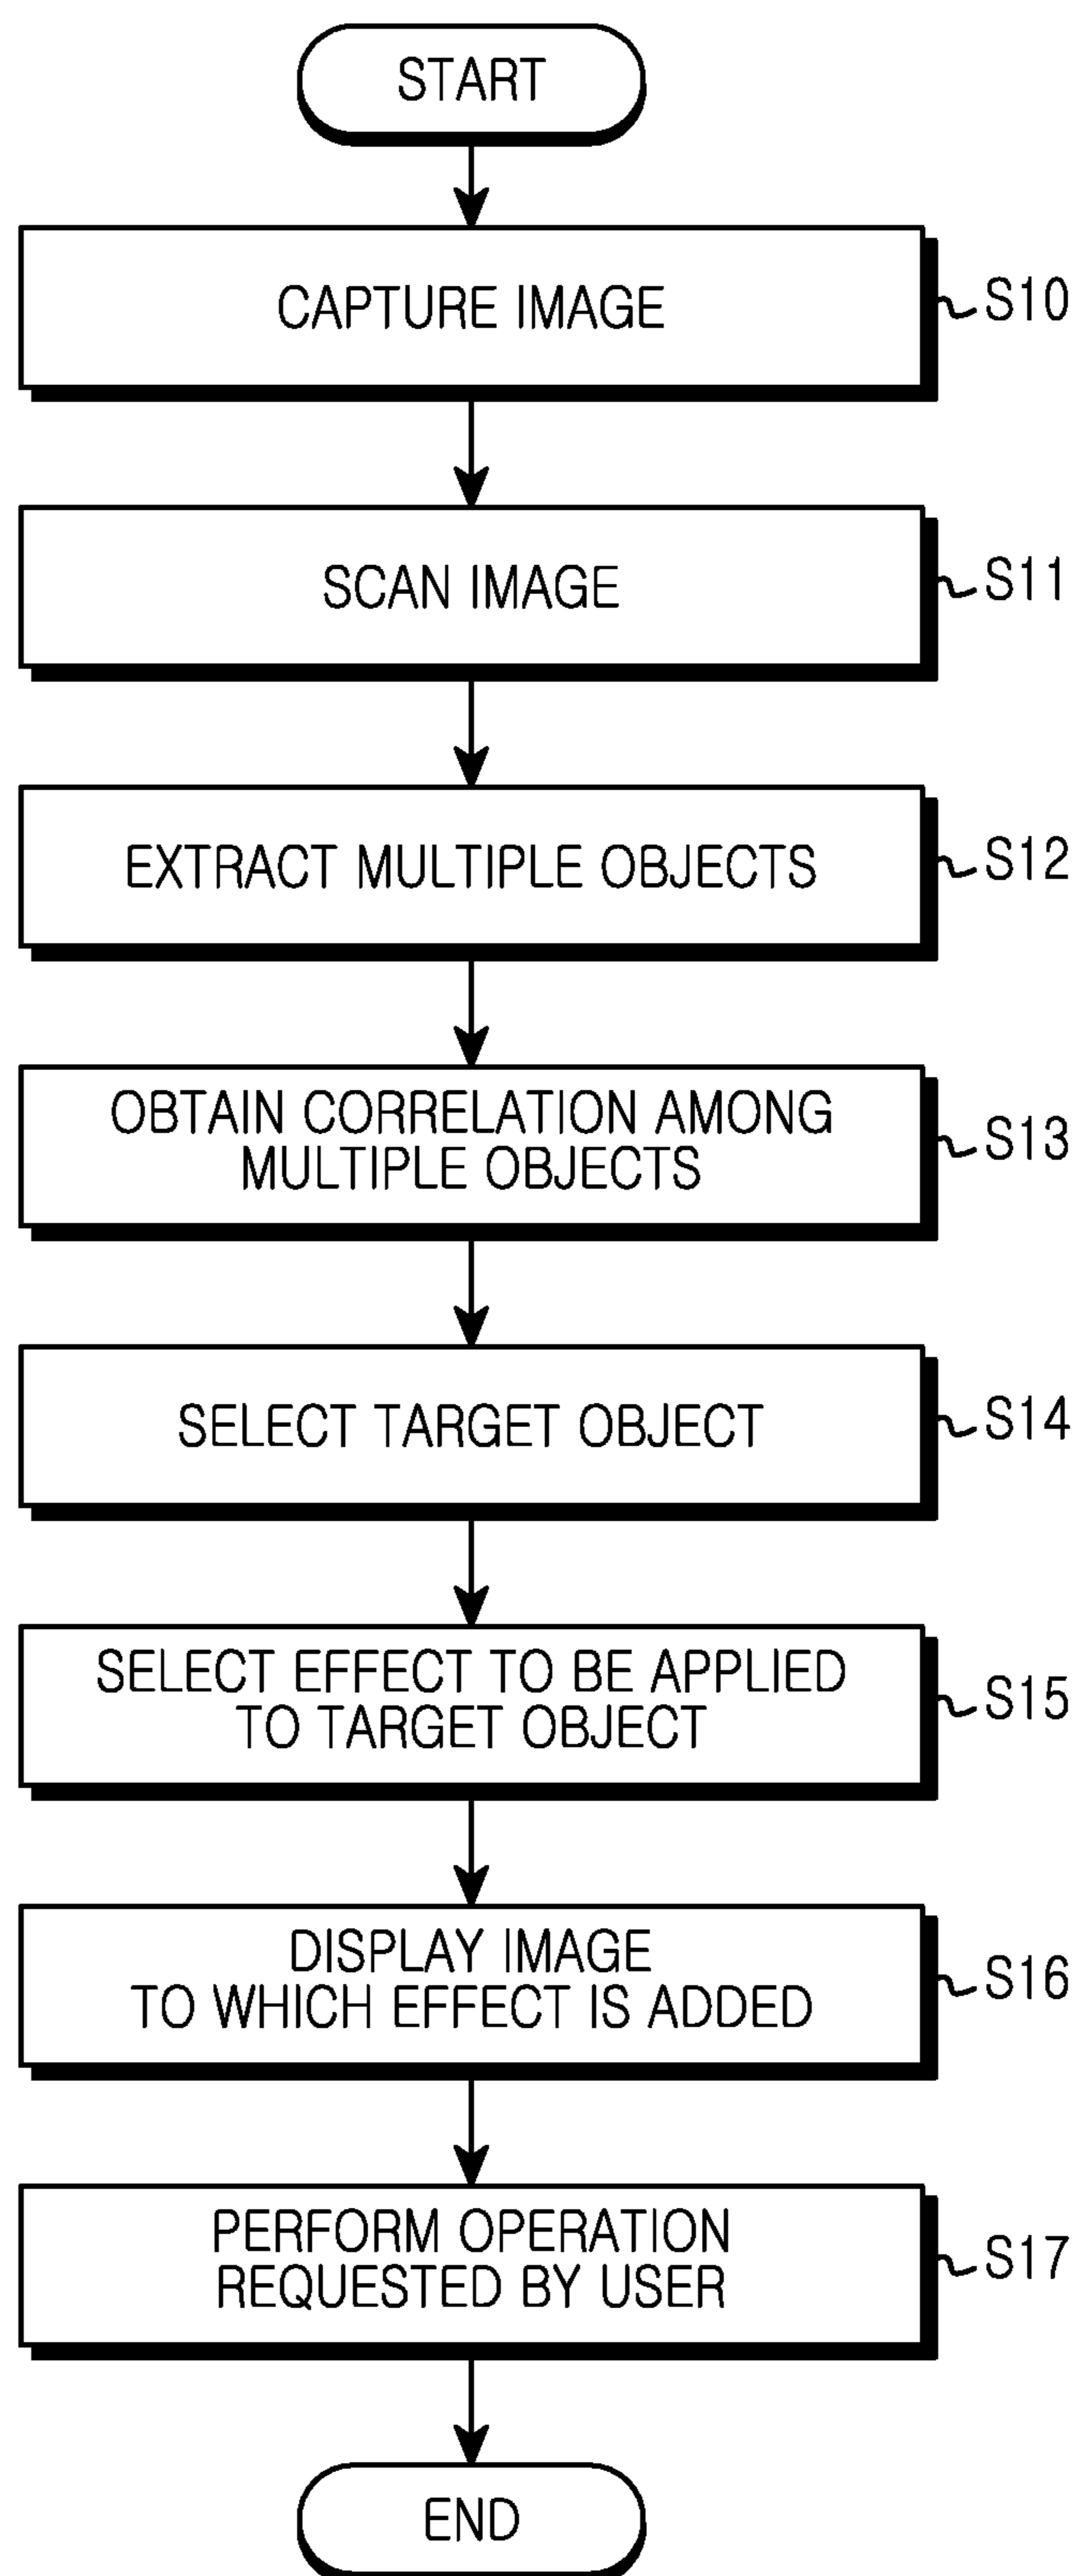 START
CAPTURE IMAGE
S10
SCAN IMAGE
S11
EXTRACT MULTIPLE OBJECTS
S12
OBTAIN CORRELATION AMONG
MULTIPLE OBJECTS
S13
SELECT TARGET OBJECT
S14
SELECT EFFECT TO BE APPLIED
TO TARGET OBJECT
S15
DISPLAY IMAGE
TO WHICH EFFECT IS ADDED
S16
PERFORM OPERATION
REQUESTED BY USER
S17
END